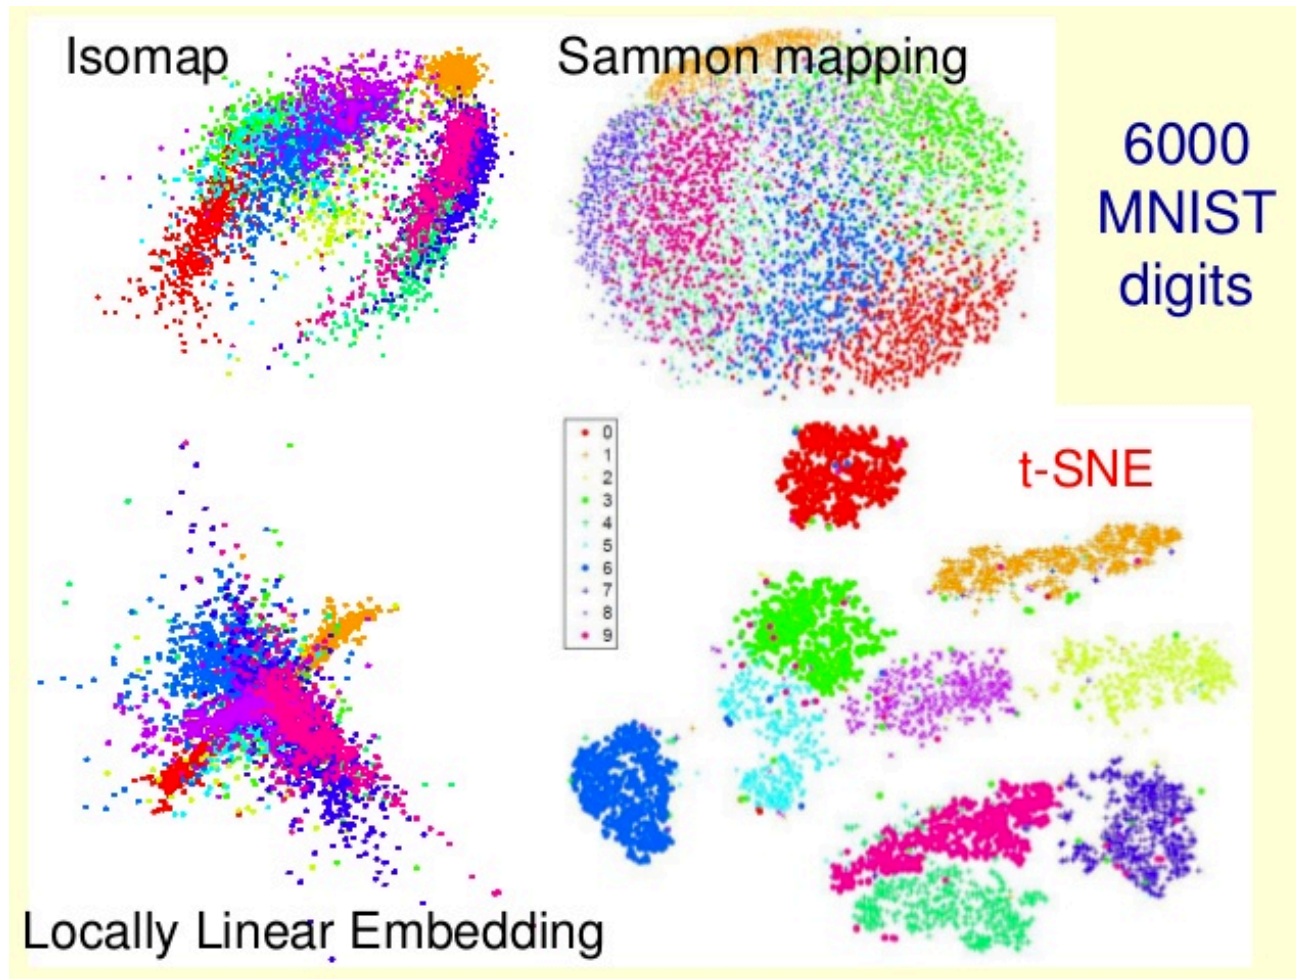 Isomap
Sammon mapping
6000
MNIST
digits
0
1
2
3
4
5
6
7
8
9
t-SNE
Locally Linear Embedding